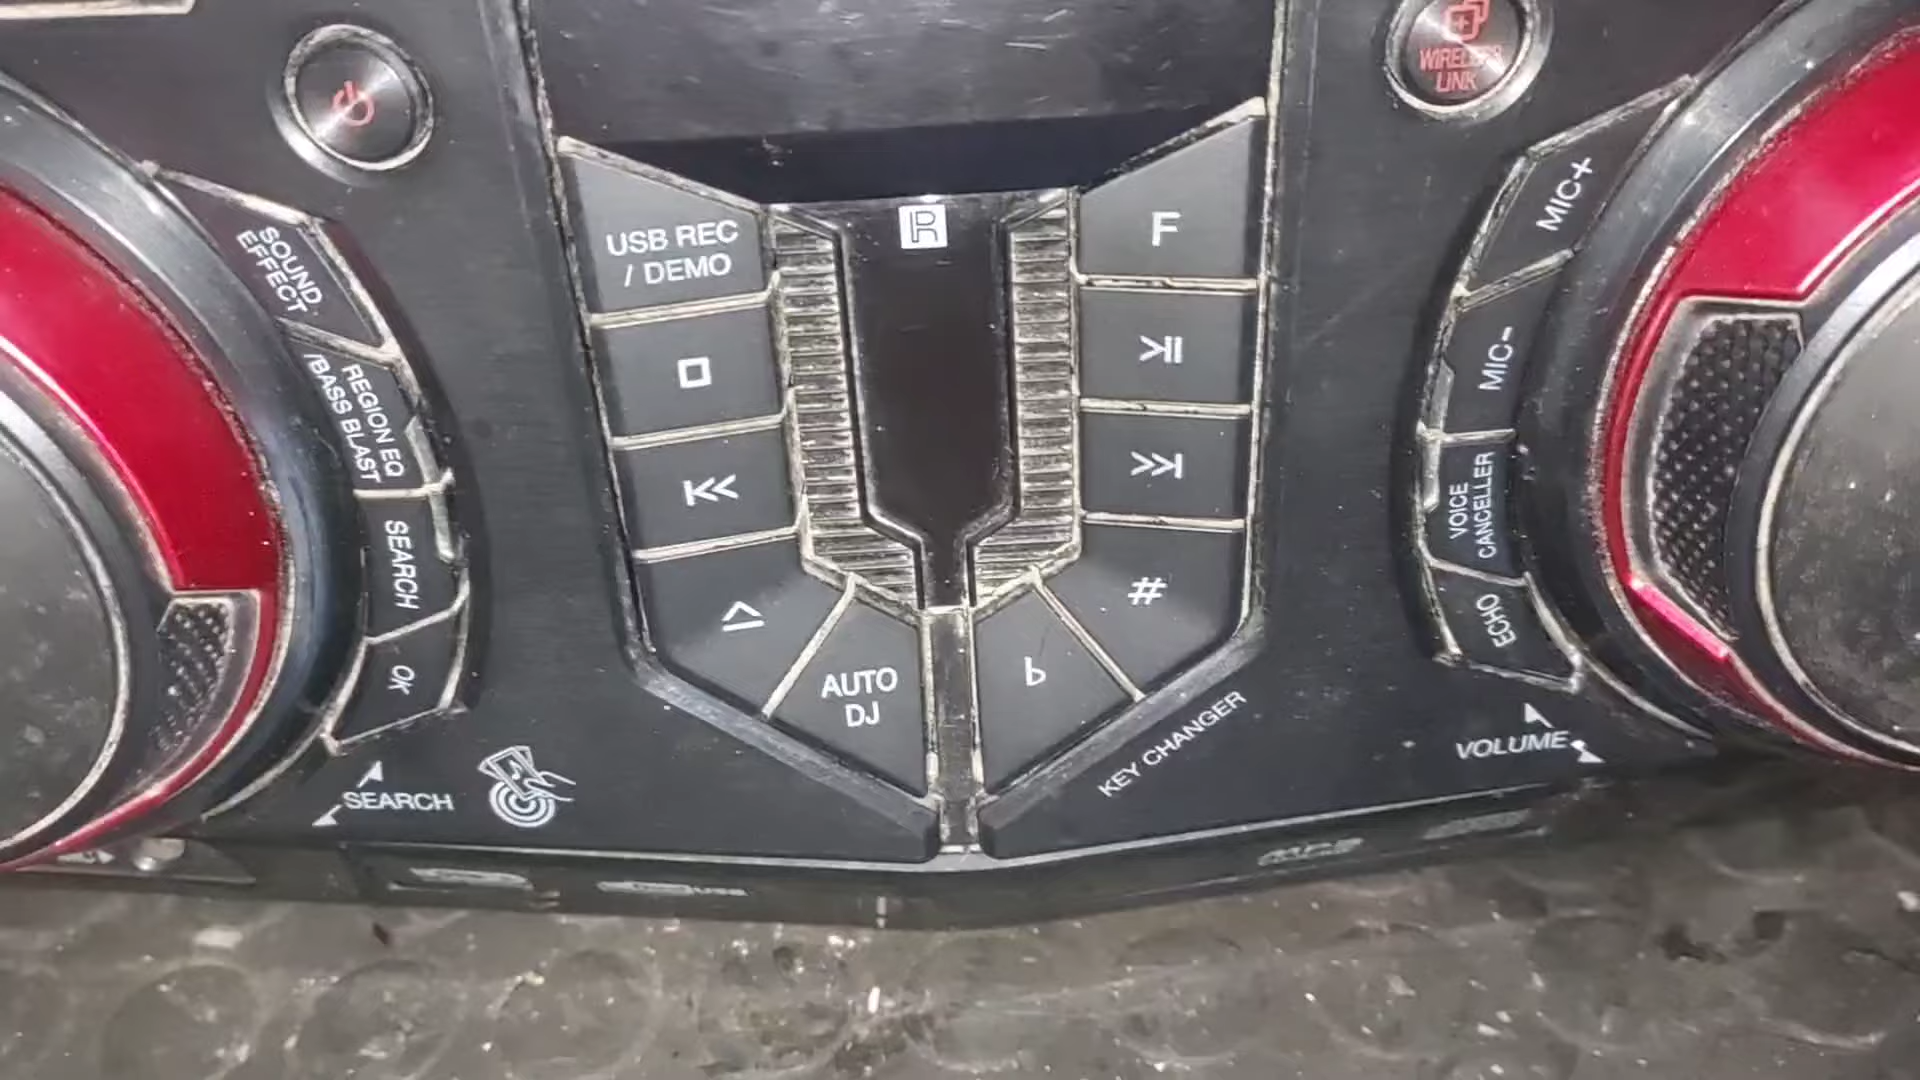 WIRELESS
LINK
USB REC
/ DEMO
R
F
SOUND
EFFECT
MIC+
REGION EQ
/BASS BLAST
MIC-
SEARCH
VOICE
CANCELLER
OK
#
ECHO
AUTO
DJ
b
KEY CHANGER
SEARCH
VOLUME
USB